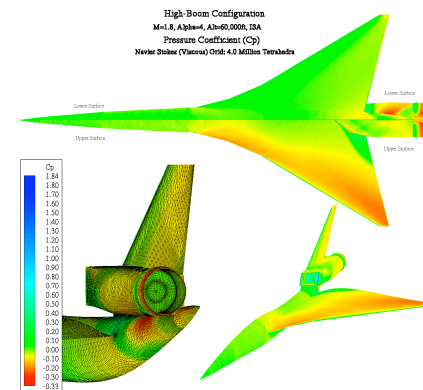 High-Boom Configuration
M=1.8, Alpha=4, Alt=60,000ft, ISA
Pressure Coefficient (Cp)
Navier Stokes (Viscous) Grid: 4.0 Million Tetrahedra
Lower Surface
Lower Surface
Upper Surface
Upper Surface
Cp
1.84
1.80
1.70
1.60
1.50
1.40
1.30
1.20
1.10
1.00
0.90
0.80
0.70
0.60
0.50
0.40
0.30
0.20
0.10
0.00
-0.10
-0.20
-0.30
-0.33